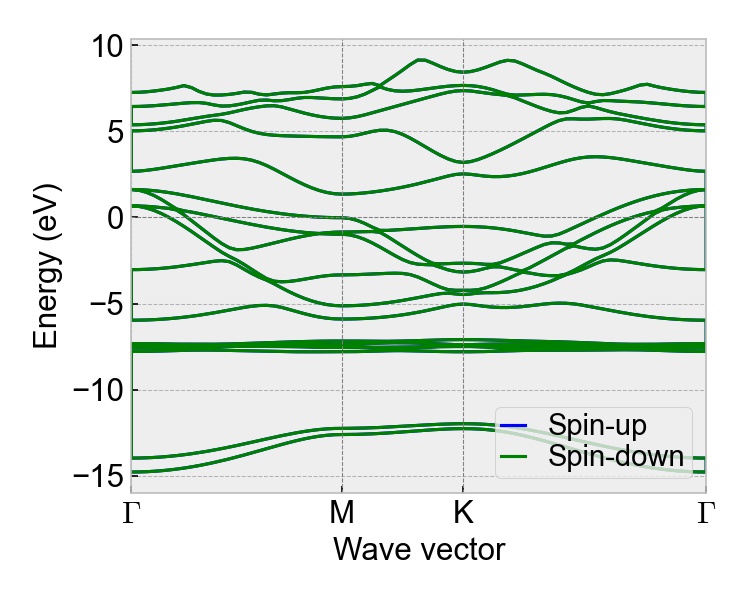 10
5
0
−5
−10
−15
Energy (eV)
Spin-up
Spin-down
Γ M K Γ
Wave vector